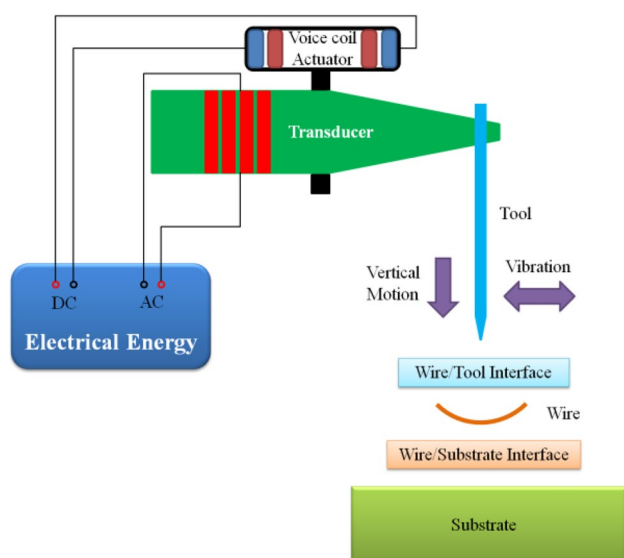 Voice coil
Actuator
Transducer
Tool
Vertical
Motion
Vibration
DC
AC
Electrical Energy
Wire/Tool Interface
Wire
Wire/Substrate Interface
Substrate